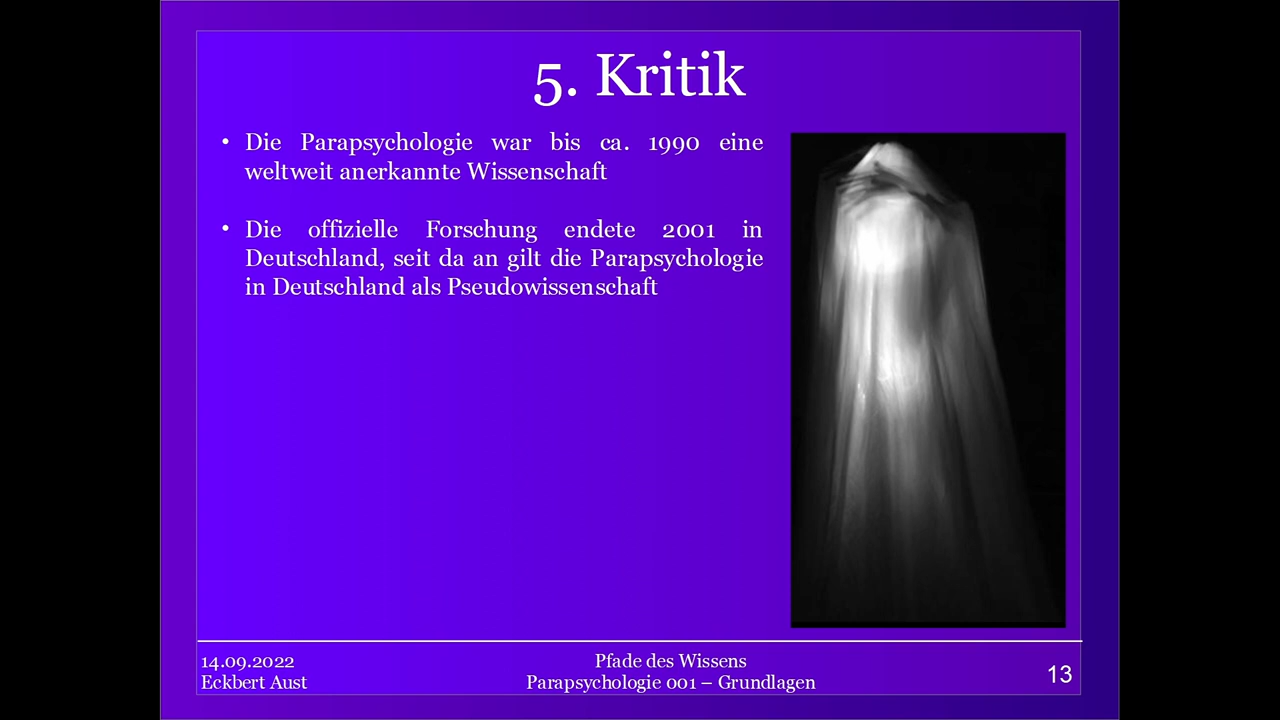 5. Kritik
• Die Parapsychologie war bis ca. 1990 eine
weltweit anerkannte Wissenschaft
• Die offizielle Forschung endete 2001 in
Deutschland, seit da an gilt die Parapsychologie
in Deutschland als Pseudowissenschaft
14.09.2022
Eckbert Aust
Pfade des Wissens
Parapsychologie 001 – Grundlagen
13